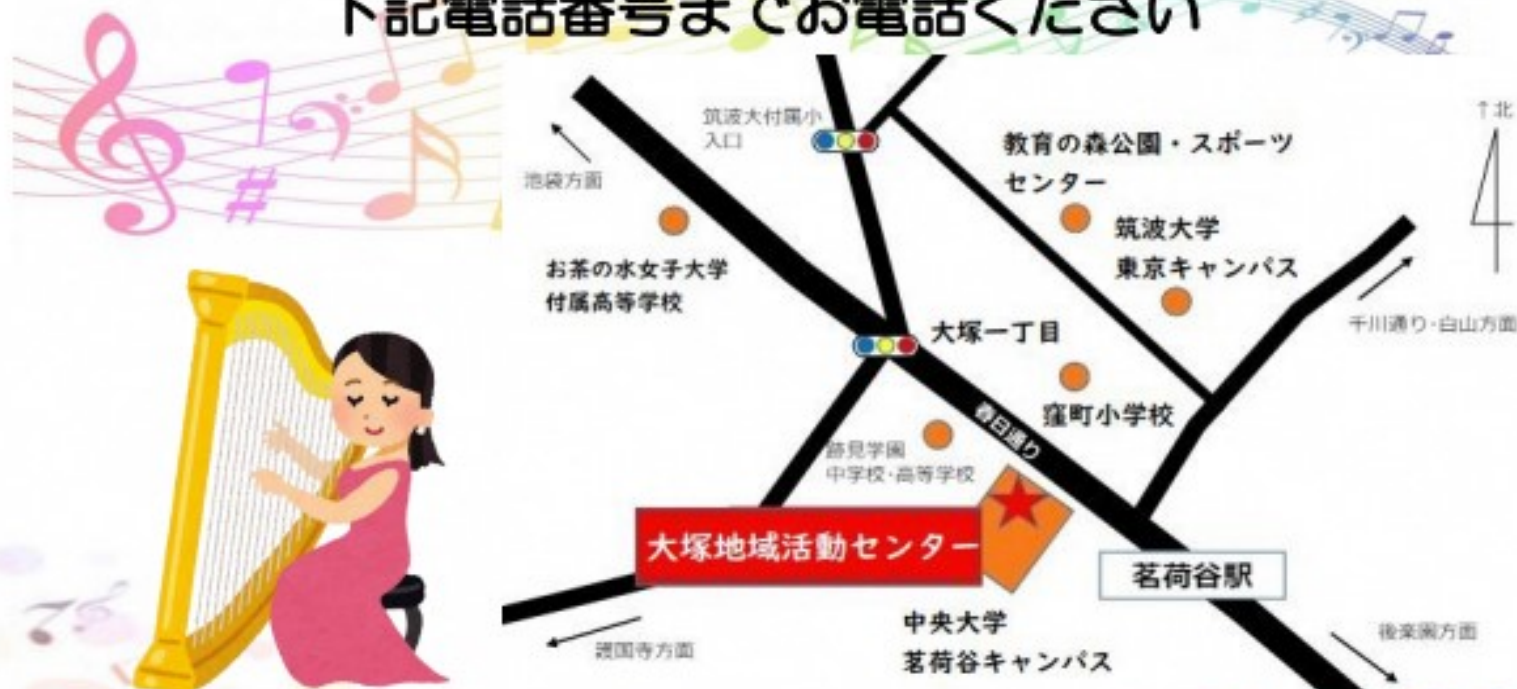 下記電話番号までお電話ください
筑波大付属小
入口
↑北
教育の森公園・スポーツ
センター
池袋方面
筑波大学
東京キャンパス
お茶の水女子大学
付属高等学校
千川通り・白山方面
大塚一丁目
窪町小学校
春日通り
跡見学園
中学校・高等学校
大塚地域活動センター
茗荷谷駅
中央大学
茗荷谷キャンパス
護国寺方面
後楽園方面